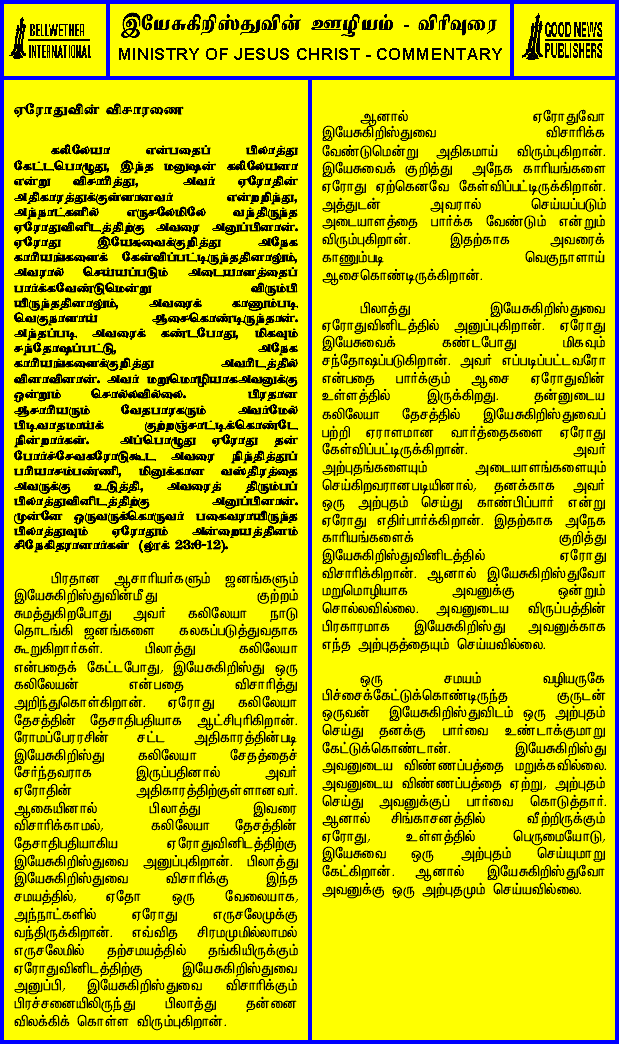 BELLWETHER
INTERNATIONAL
இயேசுகிறிஸ்துவின் ஊழியம் - விரிவுரை
MINISTRY OF JESUS CHRIST - COMMENTARY
GOOD NEWS
PUBLISHERS
ஏரோதுவின் விசாரணை
கலிலேயா என்பதைப் பிலாத்து
கேட்டபொழுது, இந்த மனுஷன் கலிலேயனா
என்று விசாரித்து, அவர் ஏரோதின்
அதிகாரத்துக்குள்ளானவர் என்றறிந்து,
அந்நாட்களில் எருசலேமிலே வந்திருந்த
ஏரோதுவினிடத்திற்கு அவரை அனுப்பினான்.
ஏரோது இயேசுவைக்குறித்து அநேக
காரியங்களைக் கேள்விப்பட்டிருந்ததினாலும்,
அவரால் செய்யப்படும் அடையாளத்தைப்
பார்க்கவேண்டுமென்று விரும்பி
யிருந்ததினாலும், அவரைக் காணும்படி
வெகுநாளாய் ஆசைகொண்டிருந்தான்.
அந்தப்படி அவரைக் கண்டபோது, மிகவும்
சந்தோஷப்பட்டு, அநேக
காரியங்களைக்குறித்து அவரிடத்தில்
வினாவினான். அவர் மறுமொழியாகஅவனுக்கு
ஒன்றும் சொல்லவில்லை. பிரதான
ஆசாரியரும் வேதபாரகரும் அவர்மேல்
பிடிவாதமாய்க் குற்றஞ்சாட்டிக்கொண்டே
நின்றார்கள். அப்பொழுது ஏரோது தன்
போர்ச்சேவகரோடுகூட அவரை நிந்தித்துப்
பரியாசம்பண்ணி, மினுக்கான வஸ்திரத்தை
அவருக்கு உடுத்தி, அவரைத் திரும்பப்
பிலாத்துவினிடத்திற்கு அனுப்பினான்.
முன்னே ஒருவருக்கொருவர் பகைவராயிருந்த
பிலாத்துவும் ஏரோதும் அன்றையத்தினம்
சிநேகிதரானார்கள் (லூக் 23:6-12).
பிரதான ஆசாரியர்களும் ஜனங்களும்
இயேசுகிறிஸ்துவின்மீது குற்றம்
சுமத்துகிறபோது அவர் கலிலேயா நாடு
தொடங்கி ஜனங்களை கலகப்படுத்துவதாக
கூறுகிறார்கள். பிலாத்து கலிலேயா
என்பதைக் கேட்டபோது, இயேசுகிறிஸ்து ஒரு
கலிலேயன் என்பதை விசாரித்து
அறிந்துகொள்கிறான். ஏரோது கலிலேயா
தேசத்தின் தேசாதிபதியாக ஆட்சிபுரிகிறான்.
ரோமப்பேரரசின் சட்ட அதிகாரத்தின்படி
இயேசுகிறிஸ்து கலிலேயா சேதத்தைச்
சேர்ந்தவராக இருப்பதினால் அவர்
ஏரோதின் அதிகாரத்திற்குள்ளானவர்.
ஆகையினால் பிலாத்து இவரை
விசாரிக்காமல், கலிலேயா தேசத்தின்
தேசாதிபதியாகிய ஏரோதுவினிடத்திற்கு
இயேசுகிறிஸ்துவை அனுப்புகிறான். பிலாத்து
இயேசுகிறிஸ்துவை விசாரிக்கு இந்த
சமயத்தில், ஏதோ ஒரு வேலையாக,
அந்நாட்களில் ஏரோது எருசலேமுக்கு
வந்திருக்கிறான். எவ்வித சிரமமுமில்லாமல்
எருசலேமில் தற்சமயத்தில் தங்கியிருக்கும்
ஏரோதுவினிடத்திற்கு இயேசுகிறிஸ்துவை
அனுப்பி, இயேசுகிறிஸ்துவை விசாரிக்கும்
பிரச்சனையிலிருந்து பிலாத்து தன்னை
விலக்கிக் கொள்ள விரும்புகிறான்.
ஆனால் ஏரோதுவோ
இயேசுகிறிஸ்துவை விசாரிக்க
வேண்டுமென்று அதிகமாய் விரும்புகிறான்.
இயேசுவைக் குறித்து அநேக காரியங்களை
ஏரோது ஏற்கெனவே கேள்விப்பட்டிருக்கிறான்.
அத்துடன் அவரால் செய்யப்படும்
அடையாளத்தை பார்க்க வேண்டும் என்றும்
விரும்புகிறான். இதற்காக அவரைக்
காணும்படி வெகுநாளாய்
ஆசைகொண்டிருக்கிறான்.
பிலாத்து இயேசுகிறிஸ்துவை
ஏரோதுவினிடத்தில் அனுப்புகிறான். ஏரோது
இயேசுவைக் கண்டபோது மிகவும்
சந்தோஷப்படுகிறான். அவர் எப்படிப்பட்டவரோ
என்பதை பார்க்கும் ஆசை ஏரோதுவின்
உள்ளத்தில் இருக்கிறது. தன்னுடைய
கலிலேயா தேசத்தில் இயேசுகிறிஸ்துவைப்
பற்றி ஏராளமான வார்த்தைகளை ஏரோது
கேள்விப்பட்டிருக்கிறான். அவர்
அற்புதங்களையும் அடையாளங்களையும்
செய்கிறவரானபடியினால், தனக்காக அவர்
ஒரு அற்புதம் செய்து காண்பிப்பார் என்று
ஏரோது எதிர்பார்க்கிறான். இதற்காக அநேக
காரியங்களைக் குறித்து
இயேசுகிறிஸ்துவினிடத்தில் ஏரோது
விசாரிக்கிறான். ஆனால் இயேசுகிறிஸ்துவோ
மறுமொழியாக அவனுக்கு ஒன்றும்
சொல்லவில்லை. அவனுடைய விருப்பத்தின்
பிரகாரமாக இயேசுகிறிஸ்து அவனுக்காக
எந்த அற்புதத்தையும் செய்யவில்லை.
ஒரு சமயம் வழியருகே
பிச்சைக்கேட்டுக்கொண்டிருந்த குருடன்
ஒருவன் இயேசுகிறிஸ்துவிடம் ஒரு அற்புதம்
செய்து தனக்கு பார்வை உண்டாக்குமாறு
கேட்டுக்கொண்டான். இயேசுகிறிஸ்து
அவனுடைய விண்ணப்பத்தை மறுக்கவில்லை.
அவனுடைய விண்ணப்பத்தை ஏற்று, அற்புதம்
செய்து அவனுக்குப் பார்வை கொடுத்தார்.
ஆனால் சிங்காசனத்தில் வீற்றிருக்கும்
ஏரோது, உள்ளத்தில் பெருமையோடு,
இயேசுவை ஒரு அற்புதம் செய்யுமாறு
கேட்கிறான். ஆனால் இயேசுகிறிஸ்துவோ
அவனுக்கு ஒரு அற்புதமும் செய்யவில்லை.